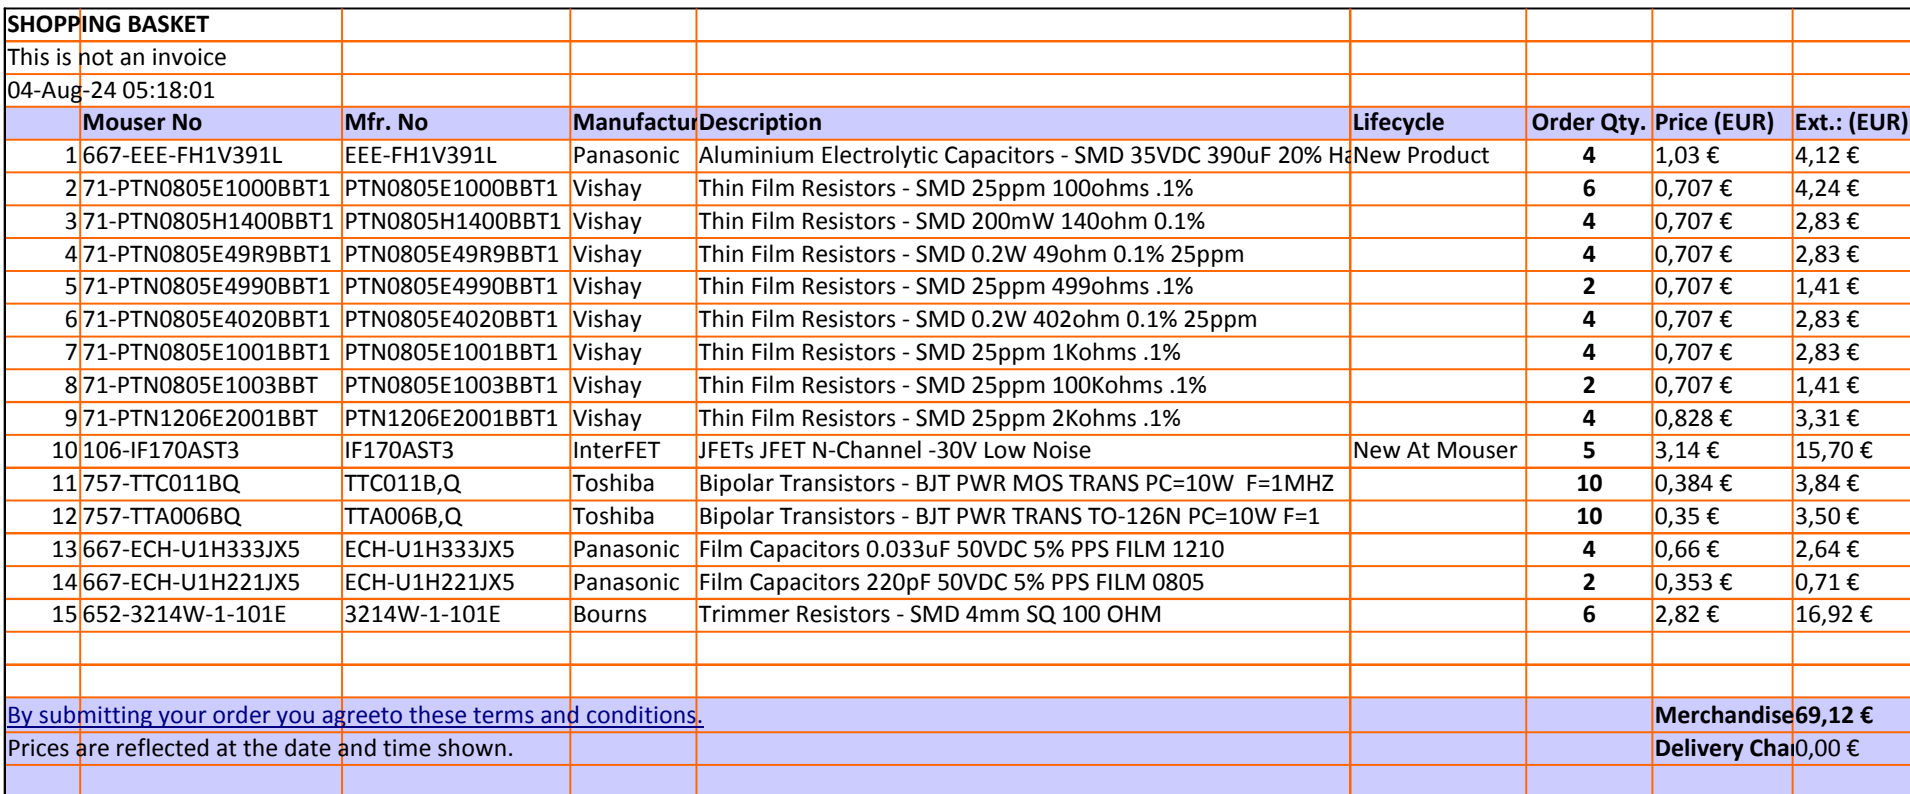 SHOPPING BASKET
This is not an invoice
04-Aug-24 05:18:01
Mouser No Mfr. No Manufactur Description Lifecycle Order Qty. Price (EUR) Ext.: (EUR)
1 667-EEE-FH1V391L EEE-FH1V391L Panasonic Aluminium Electrolytic Capacitors - SMD 35VDC 390uF 20% Ha New Product 4 1,03 € 4,12 €
2 71-PTN0805E1000BBT1 PTN0805E1000BBT1 Vishay Thin Film Resistors - SMD 25ppm 100ohms .1% 6 0,707 € 4,24 €
3 71-PTN0805H1400BBT1 PTN0805H1400BBT1 Vishay Thin Film Resistors - SMD 200mW 140ohm 0.1% 4 0,707 € 2,83 €
4 71-PTN0805E49R9BBT1 PTN0805E49R9BBT1 Vishay Thin Film Resistors - SMD 0.2W 49ohm 0.1% 25ppm 4 0,707 € 2,83 €
5 71-PTN0805E4990BBT1 PTN0805E4990BBT1 Vishay Thin Film Resistors - SMD 25ppm 499ohms .1% 2 0,707 € 1,41 €
6 71-PTN0805E4020BBT1 PTN0805E4020BBT1 Vishay Thin Film Resistors - SMD 0.2W 402ohm 0.1% 25ppm 4 0,707 € 2,83 €
7 71-PTN0805E1001BBT1 PTN0805E1001BBT1 Vishay Thin Film Resistors - SMD 25ppm 1Kohms .1% 4 0,707 € 2,83 €
8 71-PTN0805E1003BBT PTN0805E1003BBT1 Vishay Thin Film Resistors - SMD 25ppm 100Kohms .1% 2 0,707 € 1,41 €
9 71-PTN1206E2001BBT PTN1206E2001BBT1 Vishay Thin Film Resistors - SMD 25ppm 2Kohms .1% 4 0,828 € 3,31 €
10 106-IF170AST3 IF170AST3 InterFET JFETs JFET N-Channel -30V Low Noise New At Mouser 5 3,14 € 15,70 €
11 757-TTC011BQ TTC011B,Q Toshiba Bipolar Transistors - BJT PWR MOS TRANS PC=10W F=1MHZ 10 0,384 € 3,84 €
12 757-TTA006BQ TTA006B,Q Toshiba Bipolar Transistors - BJT PWR TRANS TO-126N PC=10W F=1 10 0,35 € 3,50 €
13 667-ECH-U1H333JX5 ECH-U1H333JX5 Panasonic Film Capacitors 0.033uF 50VDC 5% PPS FILM 1210 4 0,66 € 2,64 €
14 667-ECH-U1H221JX5 ECH-U1H221JX5 Panasonic Film Capacitors 220pF 50VDC 5% PPS FILM 0805 2 0,353 € 0,71 €
15 652-3214W-1-101E 3214W-1-101E Bourns Trimmer Resistors - SMD 4mm SQ 100 OHM 6 2,82 € 16,92 €
By submitting your order you agreeto these terms and conditions. Merchandise 69,12 €
Prices are reflected at the date and time shown. Delivery Cha 0,00 €